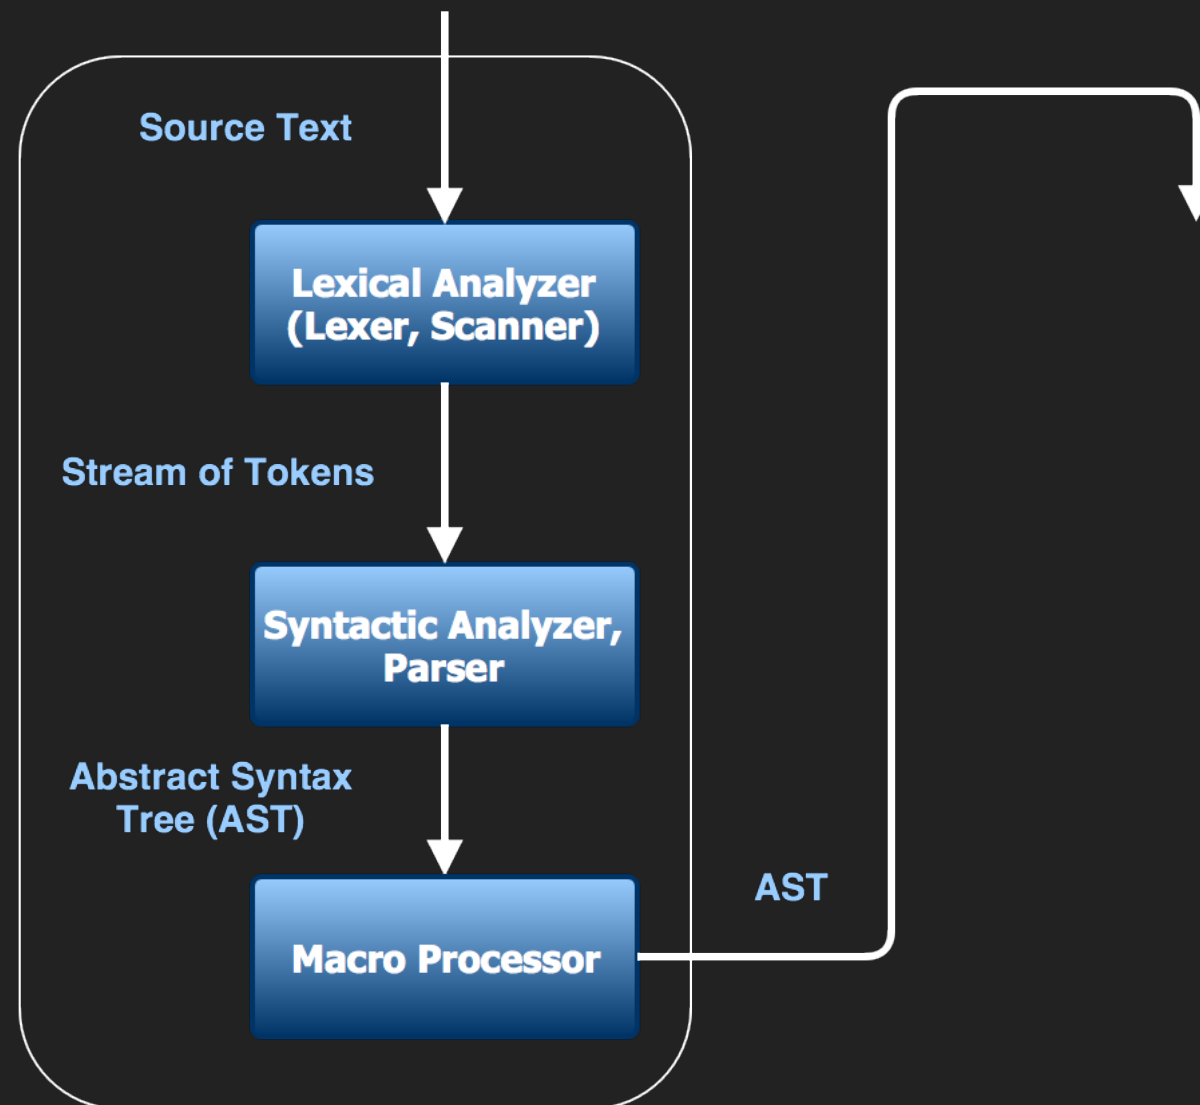 Source Text
Lexical Analyzer
(Lexer, Scanner)
Stream of Tokens
Syntactic Analyzer,
Parser
Abstract Syntax
Tree (AST)
AST
Macro Processor